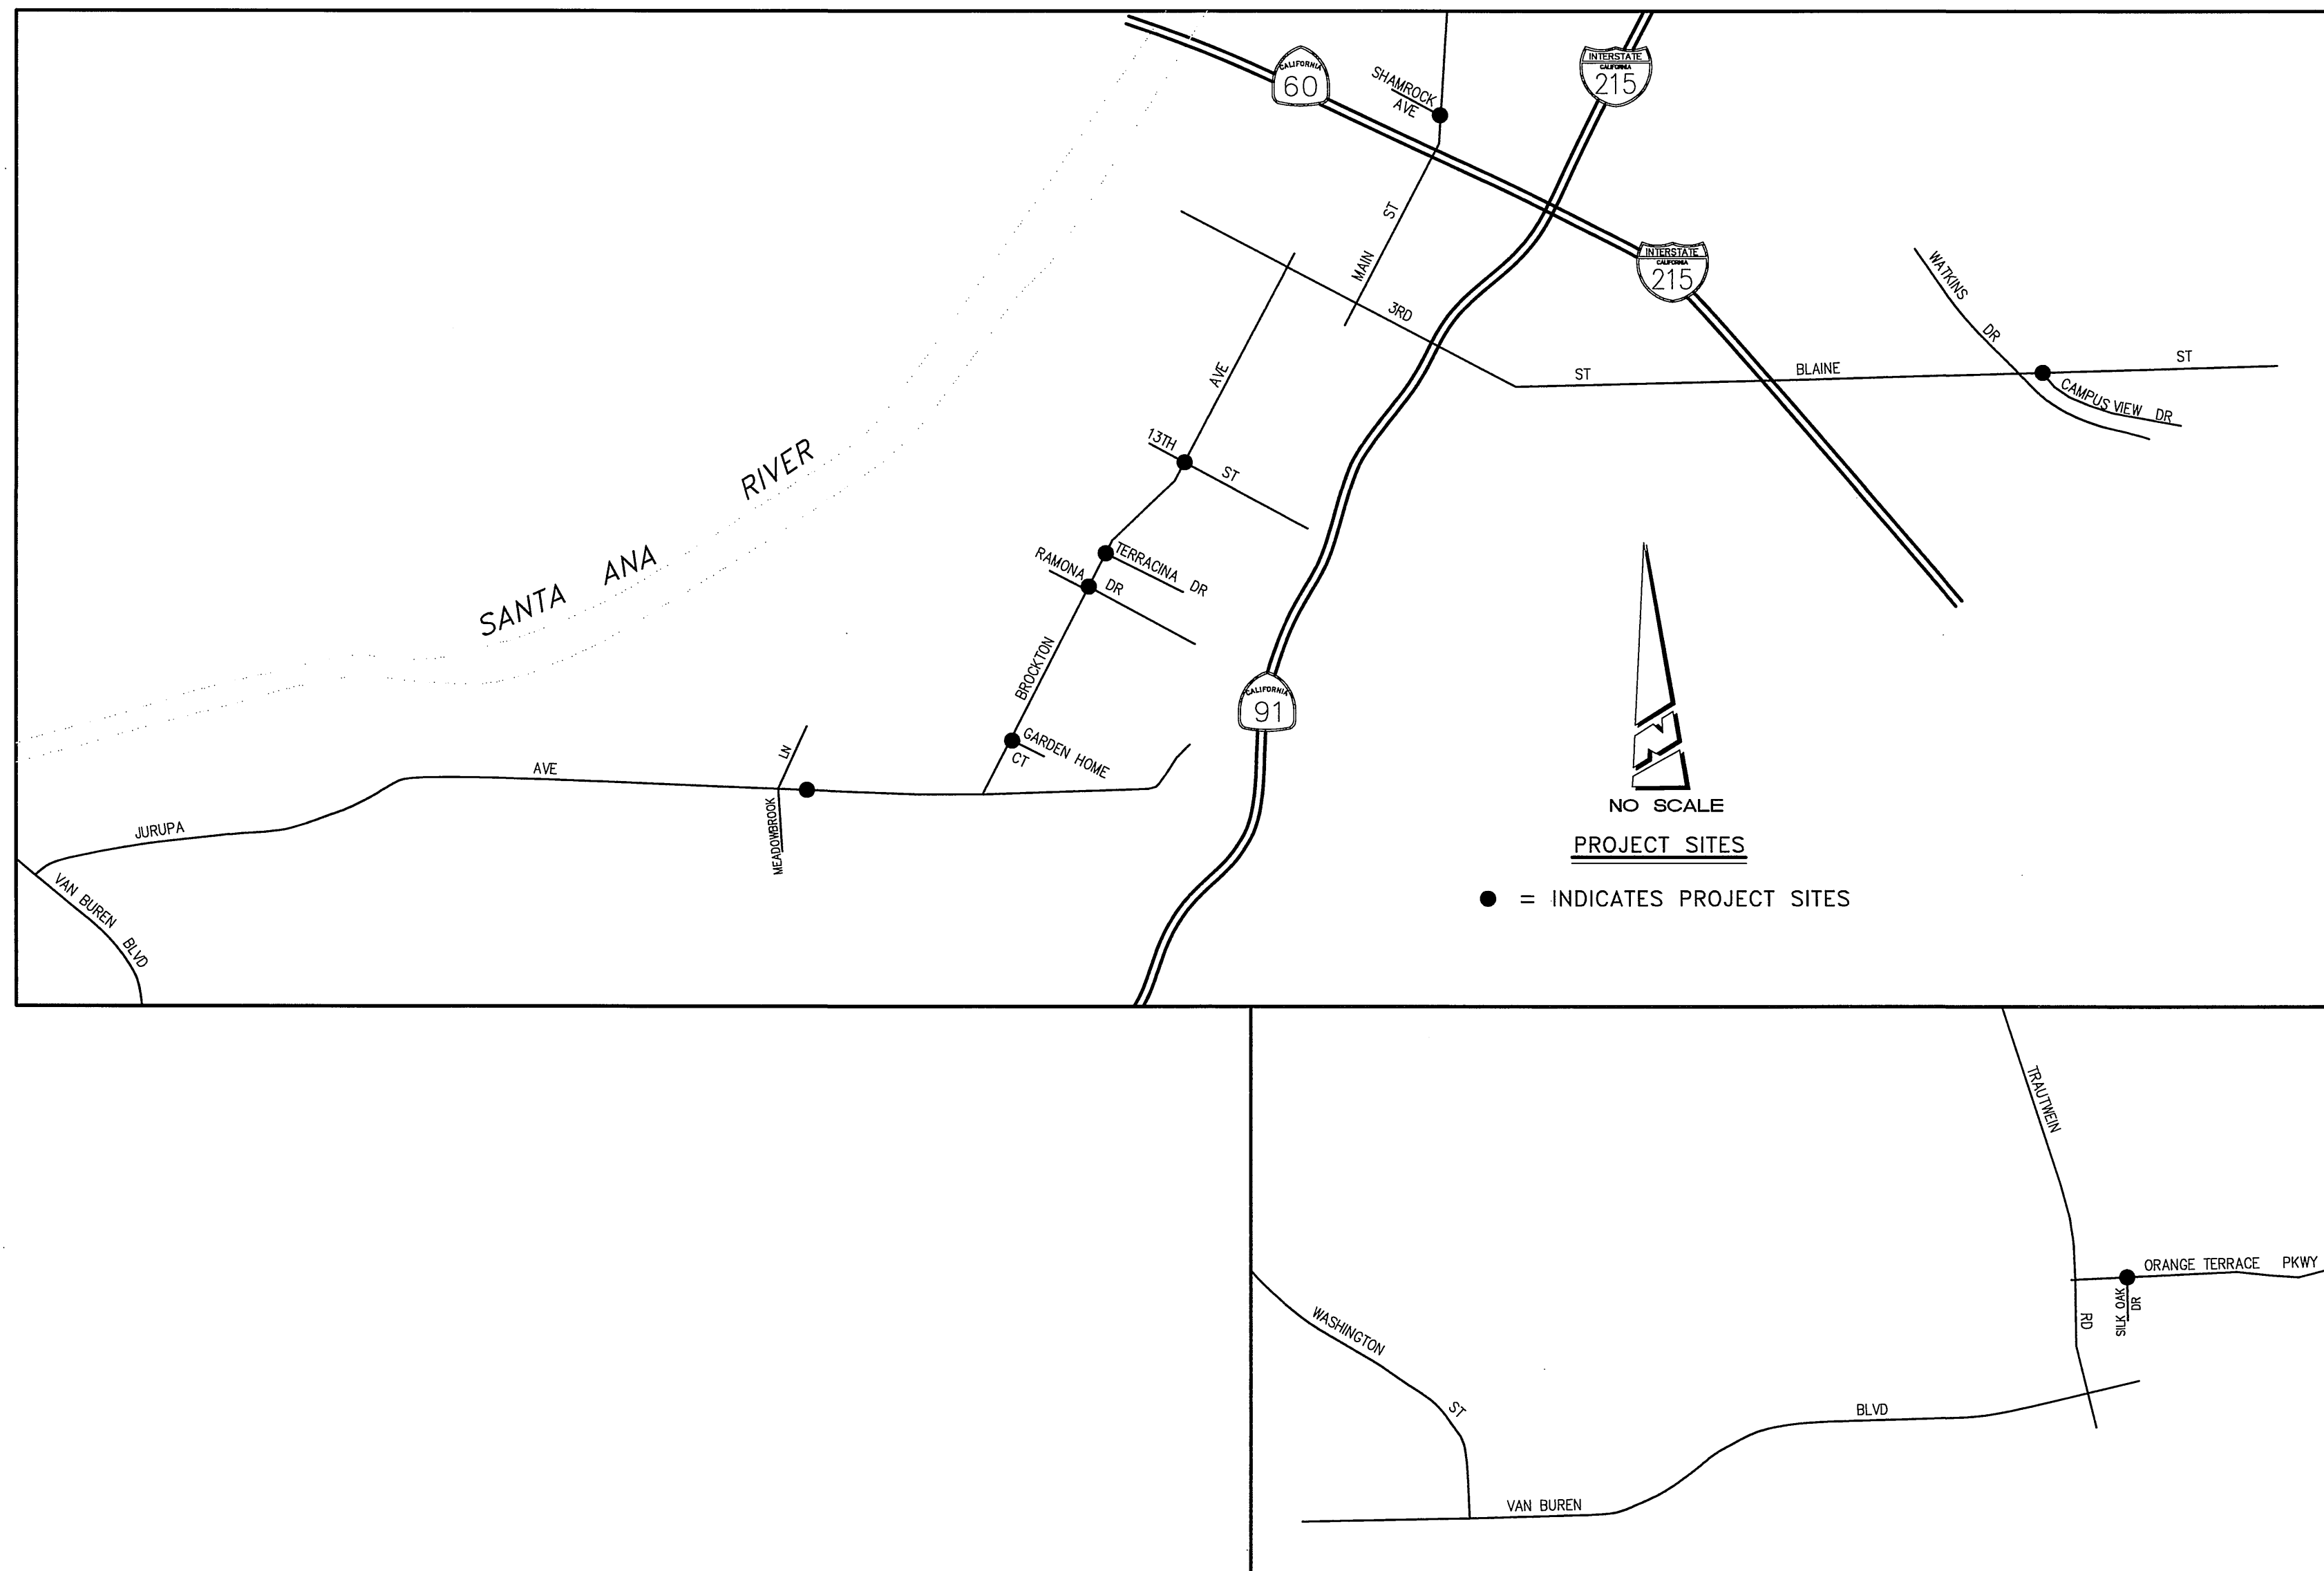 CALIFORNIA
60
SHAMROCK
AVE
INTERSTATE
CALIFORNIA
215
MAIN ST
INTERSTATE
CALIFORNIA
215
WATKINS DR
3RD ST
BLAINE ST
CAMPUS VIEW DR
13TH ST
TERRACINA DR
RAMONA DR
BROCKTON AVE
GARDEN HOME
CT
SANTA ANA RIVER
CALIFORNIA
91
MEADOWBROOK LN
JURUPA AVE
VAN BUREN BLVD
NO SCALE
PROJECT SITES
= INDICATES PROJECT SITES
TRAUTWEIN RD
ORANGE TERRACE PKWY
SILK OAK
DR
WASHINGTON ST
VAN BUREN BLVD